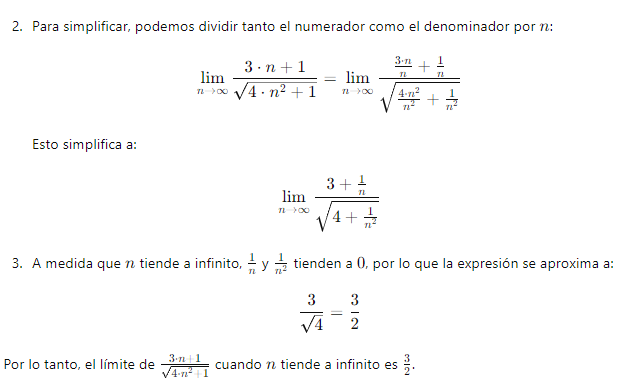 2. Para simplificar, podemos dividir tanto el numerador como el denominador por $n$:
$$\lim_{n \to \infty} \frac{3 \cdot n + 1}{\sqrt{4 \cdot n^2 + 1}} = \lim_{n \to \infty} \frac{\frac{3 \cdot n}{n} + \frac{1}{n}}{\sqrt{\frac{4 \cdot n^2}{n^2} + \frac{1}{n^2}}}$$
Esto simplifica a:
$$\lim_{n \to \infty} \frac{3 + \frac{1}{n}}{\sqrt{4 + \frac{1}{n^2}}}$$
3. A medida que $n$ tiende a infinito, $\frac{1}{n}$ y $\frac{1}{n^2}$ tienden a $0$, por lo que la expresión se aproxima a:
$$\frac{3}{\sqrt{4}} = \frac{3}{2}$$
Por lo tanto, el límite de $\frac{3 \cdot n + 1}{\sqrt{4 \cdot n^2 + 1}}$ cuando $n$ tiende a infinito es $\frac{3}{2}$.